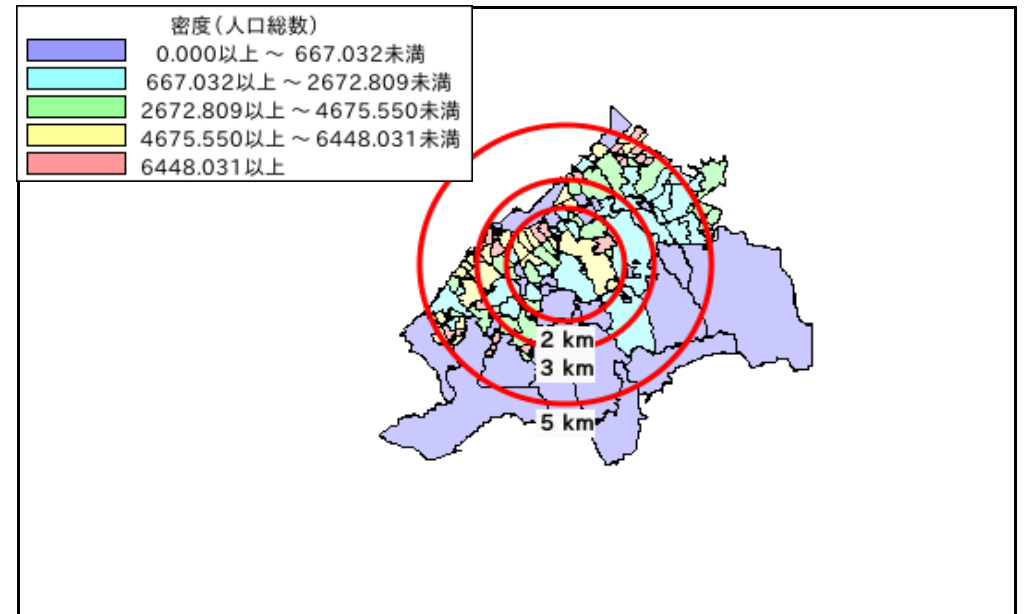 密度(人口総数)
0.000以上 ～ 667.032未満
667.032以上 ～ 2672.809未満
2672.809以上 ～ 4675.550未満
4675.550以上 ～ 6448.031未満
6448.031以上
2 km
3 km
5 km